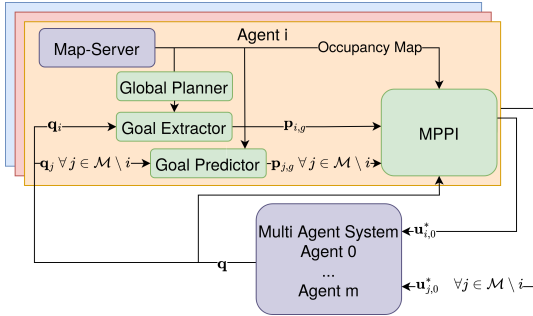 Agent i
Map-Server
Occupancy Map
Global Planner
q_i
Goal Extractor
p_{i,g}
MPPI
q_j ∀ j ∈ ℳ \ i
Goal Predictor
p_{j,g} ∀ j ∈ ℳ \ i
Multi Agent System
Agent 0
...
Agent m
u*_{i,0}
q
u*_{j,0} ∀j ∈ ℳ \ i